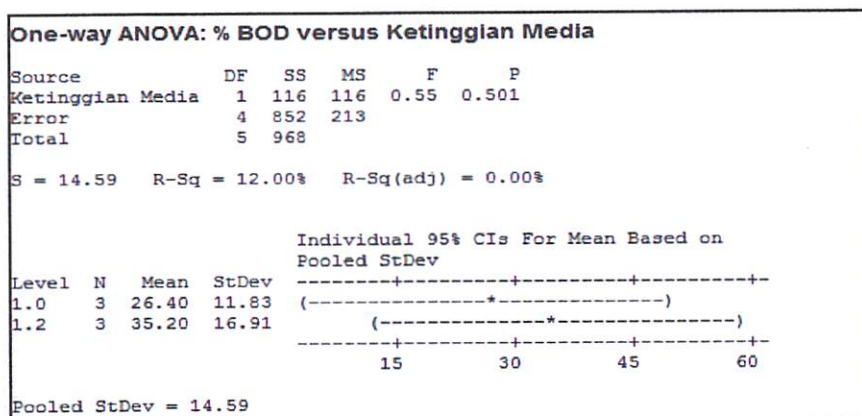 One-way ANOVA: % BOD versus Ketinggian Media
Source DF SS MS F P
Ketinggian Media 1 116 116 0.55 0.501
Error 4 852 213
Total 5 968
S = 14.59 R-Sq = 12.00% R-Sq(adj) = 0.00%
Individual 95% CIs For Mean Based on
Pooled StDev
Level N Mean StDev --------+---------+---------+---------+-
1.0 3 26.40 11.83 (----------------*---------------)
1.2 3 35.20 16.91 (---------------*----------------)
--------+---------+---------+---------+-
15 30 45 60
Pooled StDev = 14.59